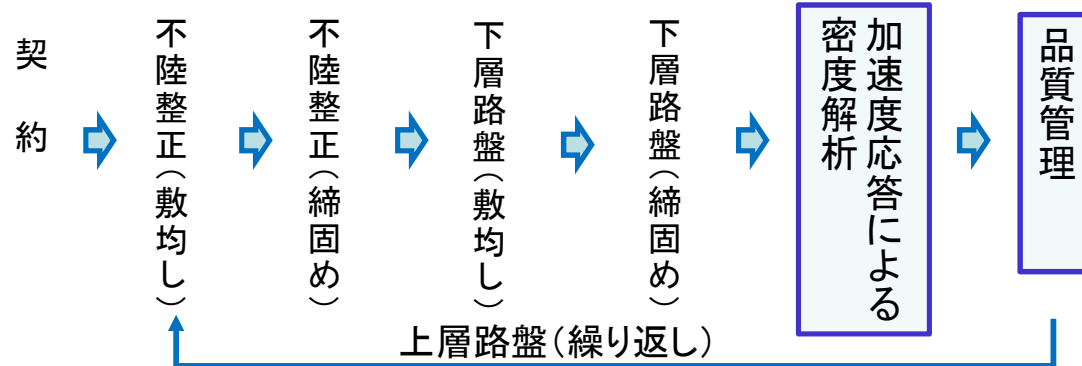 契約
不陸整正(敷均し)
不陸整正(締固め)
下層路盤(敷均し)
下層路盤(締固め)
加速度応答による
密度解析
品質管理
上層路盤(繰り返し)